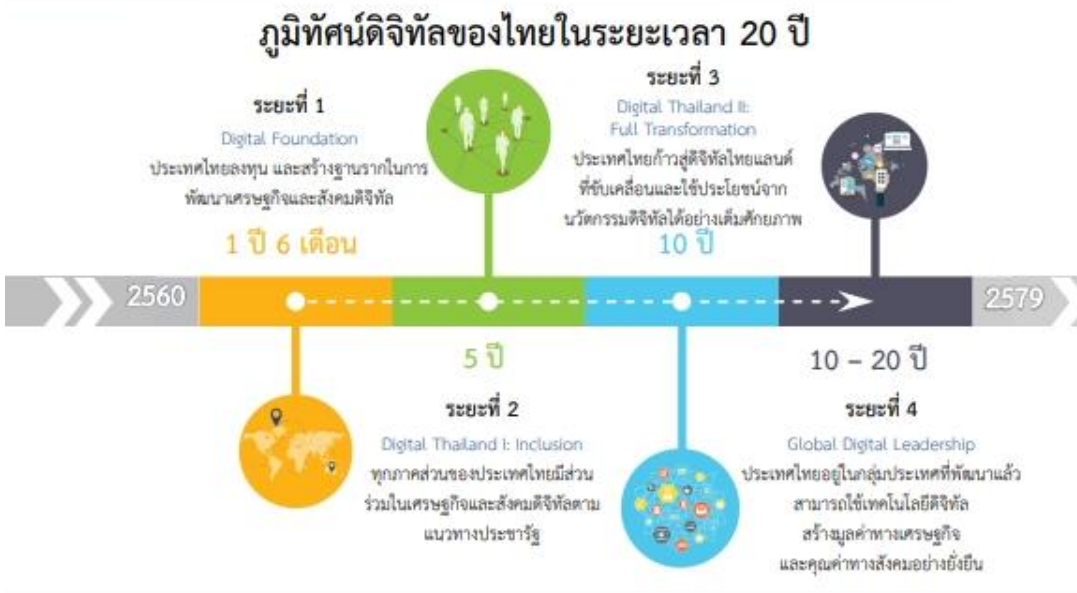 ภูมิทัศน์ดิจิทัลของไทยในระยะเวลา 20 ปี
ระยะที่ 1
Digital Foundation
ประเทศไทยลงทุน และสร้างฐานรากในการ
พัฒนาเศรษฐกิจและสังคมดิจิทัล
1 ปี 6 เดือน
ระยะที่ 3
Digital Thailand II:
Full Transformation
ประเทศไทยก้าวสู่ดิจิทัลไทยแลนด์
ที่ขับเคลื่อนและใช้ประโยชน์จาก
นวัตกรรมดิจิทัลได้อย่างเต็มศักยภาพ
10 ปี
2560
2579
5 ปี
ระยะที่ 2
Digital Thailand I: Inclusion
ทุกภาคส่วนของประเทศไทยมีส่วน
ร่วมในเศรษฐกิจและสังคมดิจิทัลตาม
แนวทางประชารัฐ
10 – 20 ปี
ระยะที่ 4
Global Digital Leadership
ประเทศไทยอยู่ในกลุ่มประเทศที่พัฒนาแล้ว
สามารถใช้เทคโนโลยีดิจิทัล
สร้างมูลค่าทางเศรษฐกิจ
และคุณค่าทางสังคมอย่างยั่งยืน